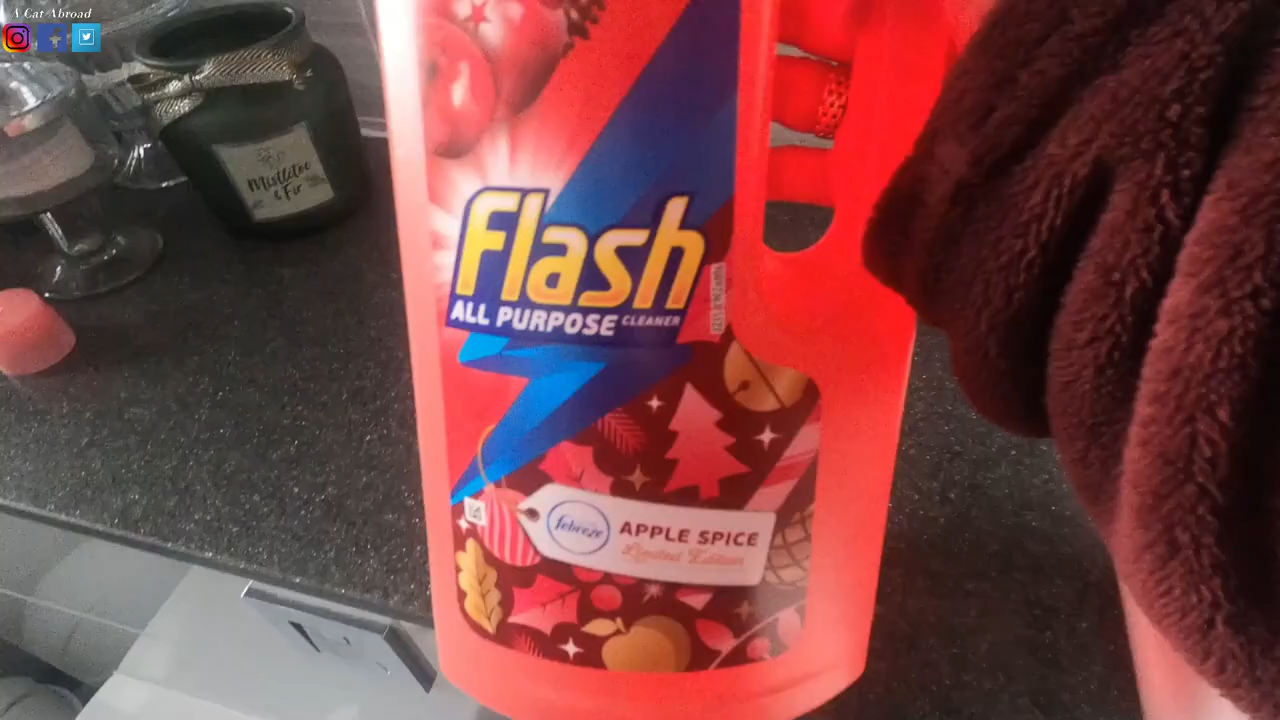 A Cat Abroad
Mistletoe
& Fir
Flash
ALL PURPOSE CLEANER
febreze
APPLE SPICE
Limited Edition